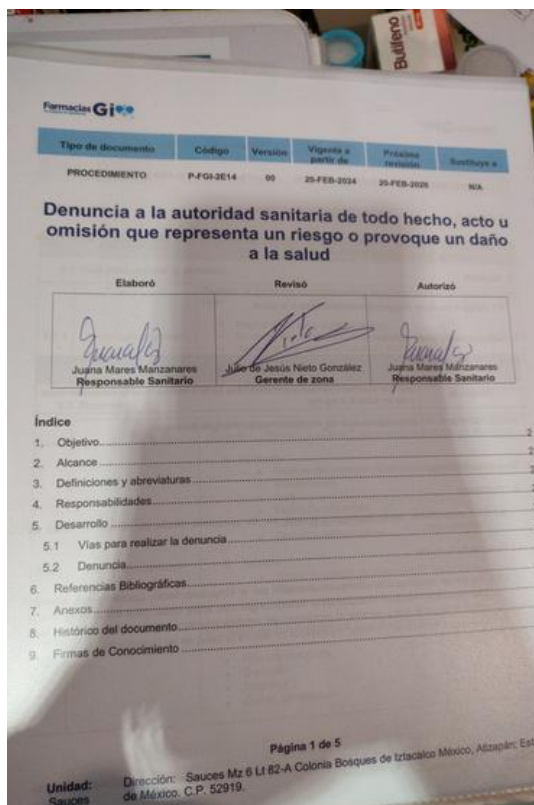 Butifeno
Farmacias Gi
Tipo de documento Código Versión Vigente a partir de Próxima revisión Sustituye a
PROCEDIMIENTO P-FGI-2E14 00 25-FEB-2024 25-FEB-2026 N/A
Denuncia a la autoridad sanitaria de todo hecho, acto u
omisión que representa un riesgo o provoque un daño
a la salud
Elaboró Revisó Autorizó
Juana Mares Manzanares Julio de Jesús Nieto González Juana Mares Manzanares
Responsable Sanitario Gerente de zona Responsable Sanitario
Índice
1. Objetivo 2
2. Alcance 2
3. Definiciones y abreviaturas 2
4. Responsabilidades
5. Desarrollo
5.1 Vías para realizar la denuncia
5.2 Denuncia
6. Referencias Bibliográficas
7. Anexos
8. Histórico del documento
9. Firmas de Conocimiento
Página 1 de 5
Unidad: Dirección: Sauces Mz 6 Lt 82-A Colonia Bosques de Iztacalco México, Atizapán; Est
Sauces de México. C.P. 52919.